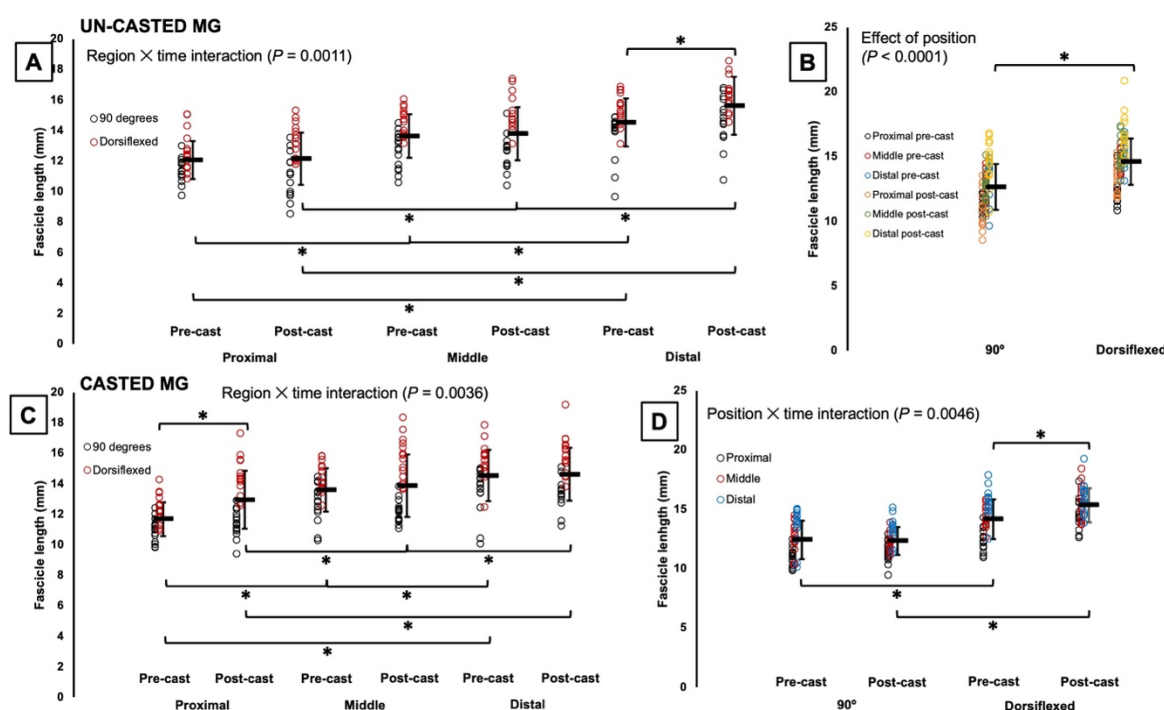 UN-CASTED MG
A
Region X time interaction (P = 0.0011)
20
18
16
14
12
10
8
6
4
2
0
Fascicle length (mm)
90 degrees
Dorsiflexed
*
*
*
*
*
*
*
Pre-cast
Post-cast
Pre-cast
Post-cast
Pre-cast
Post-cast
Proximal
Middle
Distal
B
Effect of position
(P < 0.0001)
25
20
15
10
5
0
Fascicle lenhgth (mm)
*
Proximal pre-cast
Middle pre-cast
Distal pre-cast
Proximal post-cast
Middle post-cast
Distal post-cast
90º
Dorsiflexed
CASTED MG
C
Region X time interaction (P = 0.0036)
20
18
16
14
12
10
8
6
4
2
0
Fascicle lenhgth (mm)
90 degrees
Dorsiflexed
*
*
*
*
*
*
*
Pre-cast
Post-cast
Pre-cast
Post-cast
Pre-cast
Post-cast
Proximal
Middle
Distal
D
Position X time interaction (P = 0.0046)
25
20
15
10
5
0
Fascicle lenhgth (mm)
Proximal
Middle
Distal
*
*
*
Pre-cast
Post-cast
Pre-cast
Post-cast
90º
Dorsiflexed